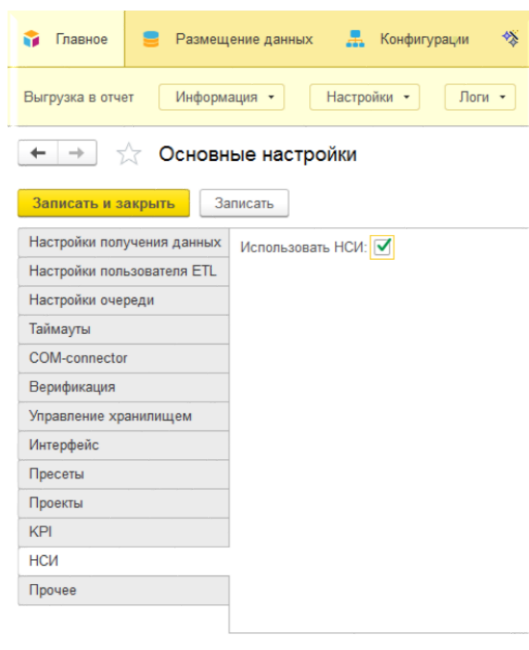 Главное Размещение данных Конфигурации
Выгрузка в отчет Информация Настройки Логи
Основные настройки
Записать и закрыть Записать
Настройки получения данных Использовать НСИ:
Настройки пользователя ETL
Настройки очереди
Таймауты
COM-connector
Верификация
Управление хранилищем
Интерфейс
Пресеты
Проекты
KPI
НСИ
Прочее